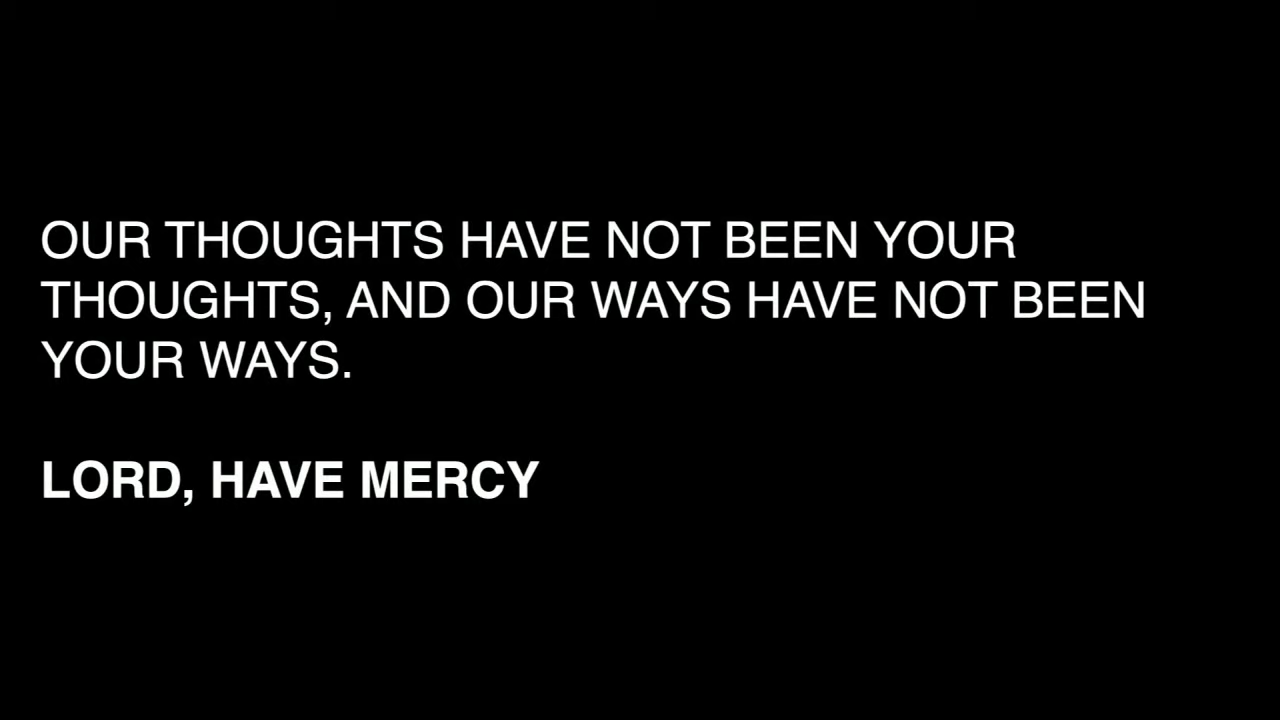 OUR THOUGHTS HAVE NOT BEEN YOUR
THOUGHTS, AND OUR WAYS HAVE NOT BEEN
YOUR WAYS.
LORD, HAVE MERCY